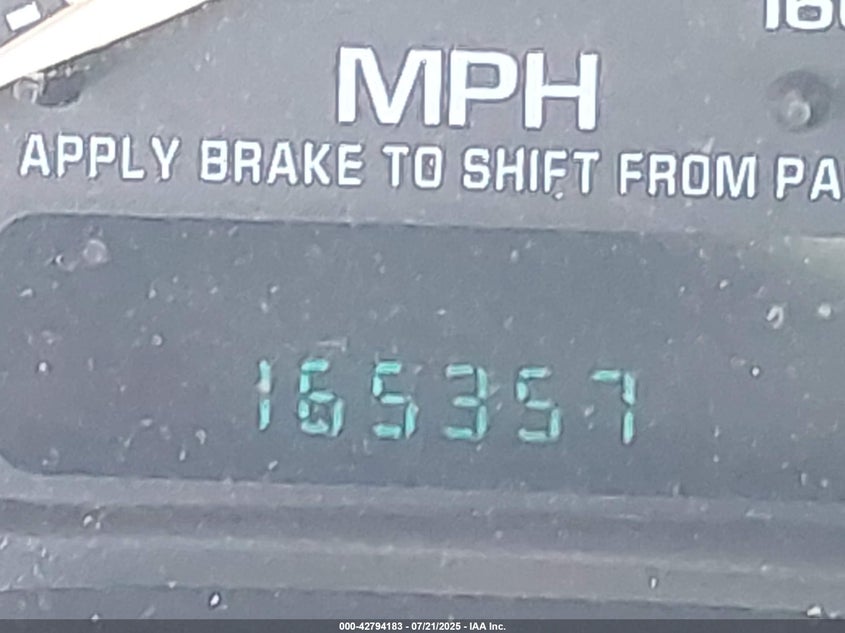 MPH
APPLY BRAKE TO SHIFT FROM PA
165357
000-42794183 - 07/21/2025 - IAA Inc.